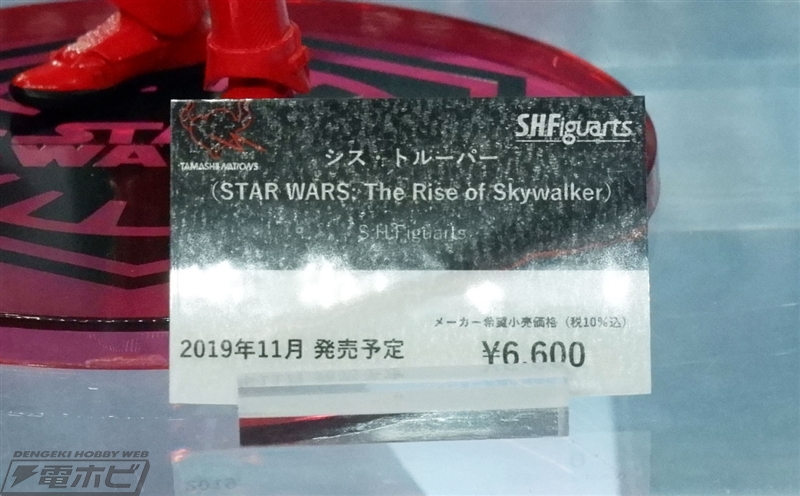 STAR
WARS
TAMASHII NATIONS
S.H.Figuarts
シス・トルーパー
(STAR WARS: The Rise of Skywalker)
S.H.Figuarts
メーカー希望小売価格(税10%込)
2019年11月 発売予定
¥6,600
DENGEKI HOBBY WEB
電ホビ